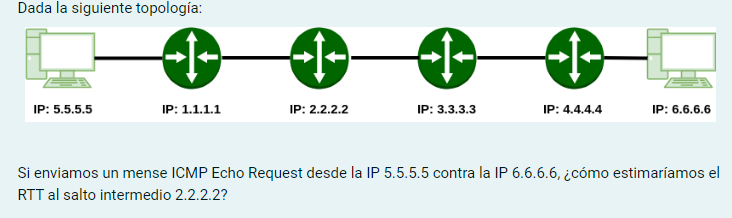 Dada la siguiente topología:
IP: 5.5.5.5 IP: 1.1.1.1 IP: 2.2.2.2 IP: 3.3.3.3 IP: 4.4.4.4 IP: 6.6.6.6
Si enviamos un mense ICMP Echo Request desde la IP 5.5.5.5 contra la IP 6.6.6.6, ¿cómo estimaríamos el
RTT al salto intermedio 2.2.2.2?